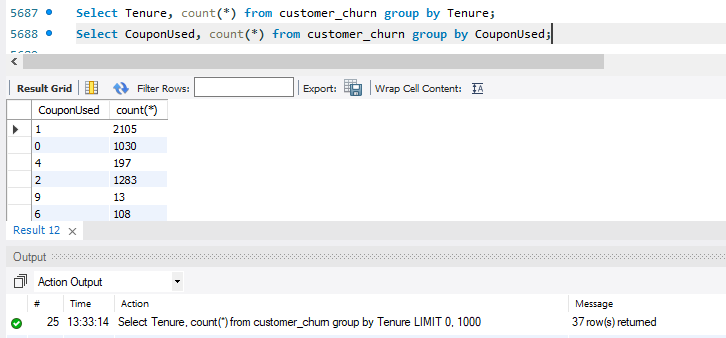 5687 Select Tenure, count(*) from customer_churn group by Tenure;
5688 Select CouponUsed, count(*) from customer_churn group by CouponUsed;
Result Grid Filter Rows: Export: Wrap Cell Content: IA
CouponUsed count(*)
1 2105
0 1030
4 197
2 1283
9 13
6 108
Result 12
Output
Action Output
# Time Action Message
25 13:33:14 Select Tenure, count(*) from customer_churn group by Tenure LIMIT 0, 1000 37 row(s) returned